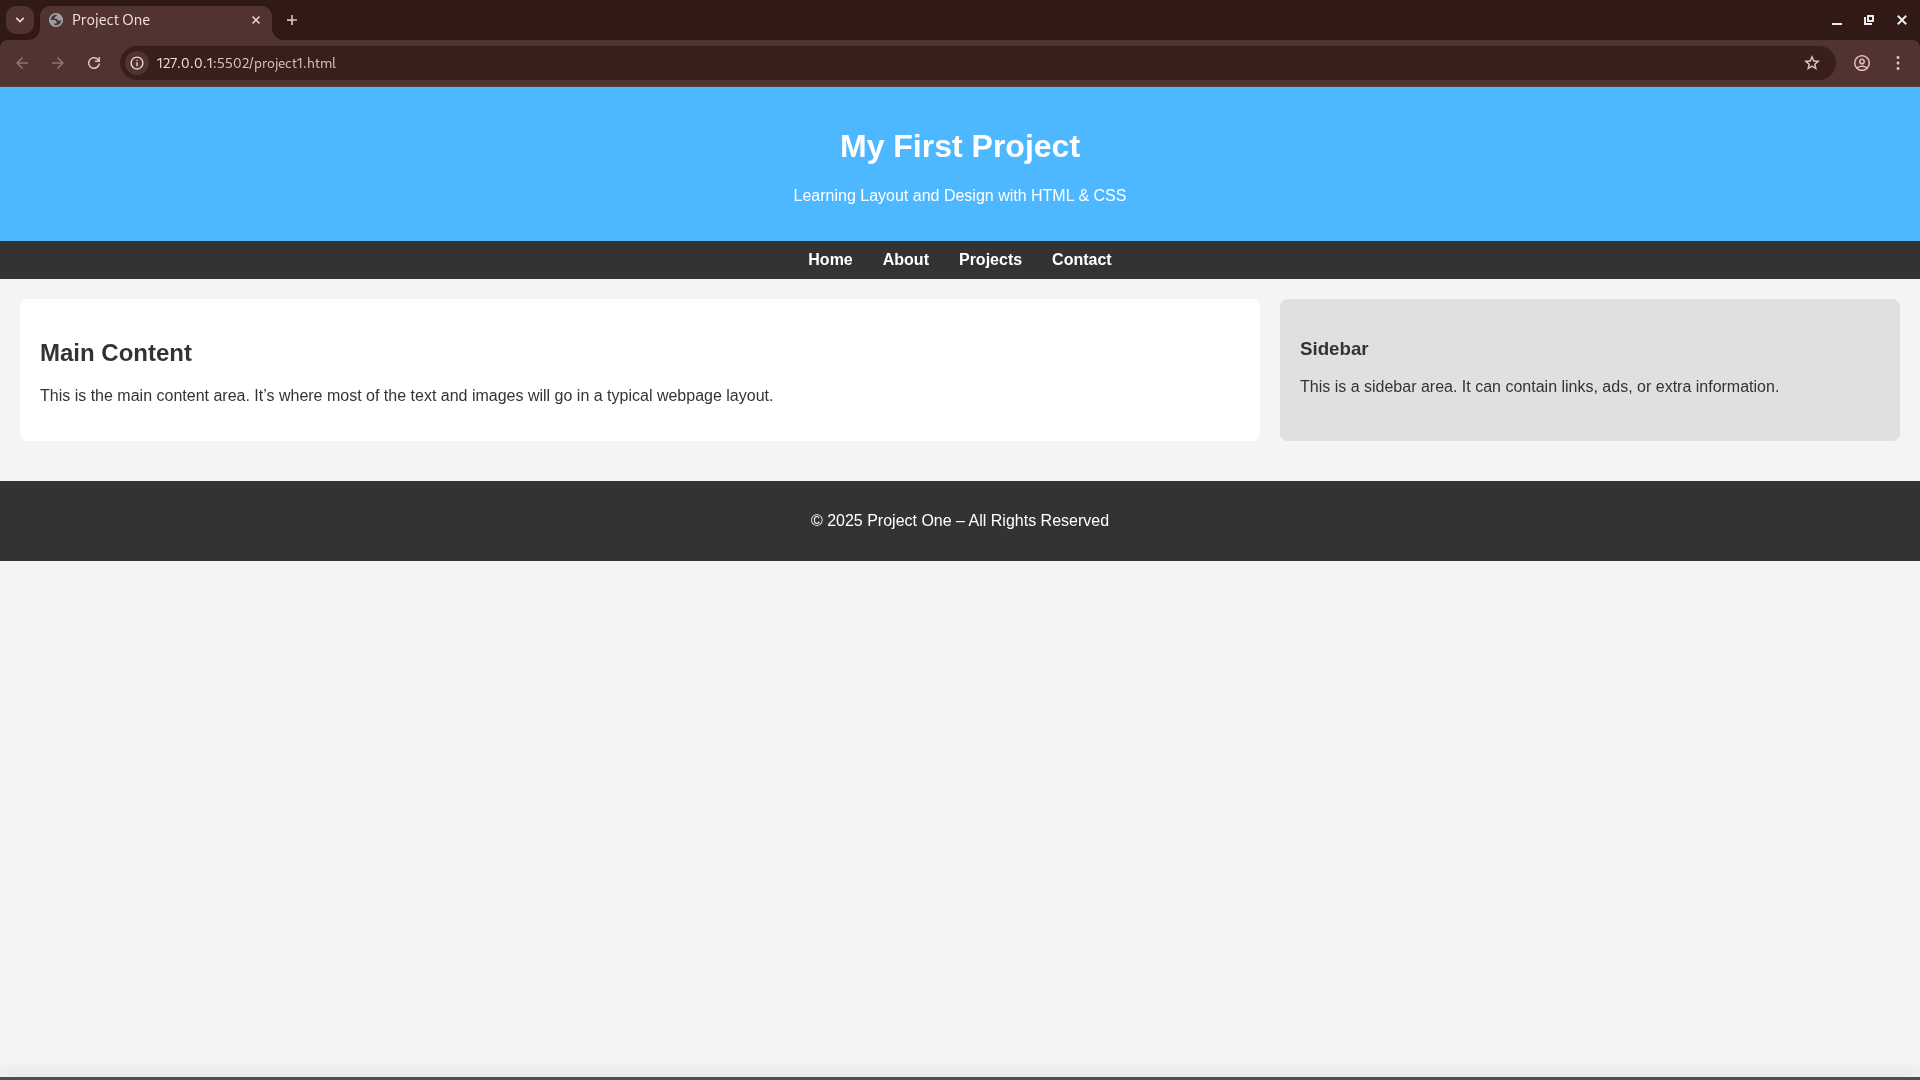 Project One
127.0.0.1:5502/project1.html
My First Project
Learning Layout and Design with HTML & CSS
Home About Projects Contact
Main Content
This is the main content area. It’s where most of the text and images will go in a typical webpage layout.
Sidebar
This is a sidebar area. It can contain links, ads, or extra information.
© 2025 Project One – All Rights Reserved